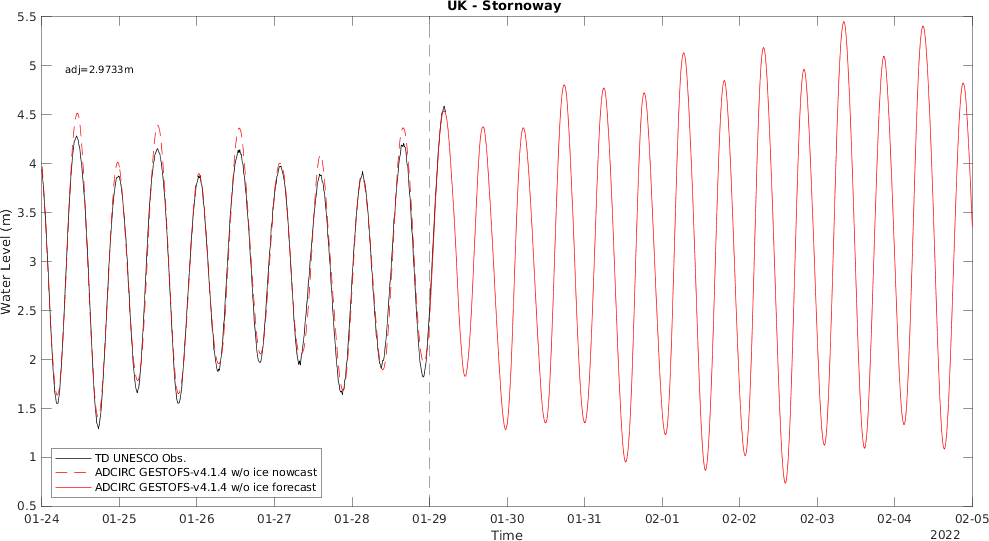 UK - Stornoway
adj=2.9733m
5.5
5
4.5
4
3.5
3
2.5
2
1.5
1
0.5
Water Level (m)
TD UNESCO Obs.
ADCIRC GESTOFS-v4.1.4 w/o ice nowcast
ADCIRC GESTOFS-v4.1.4 w/o ice forecast
01-24 01-25 01-26 01-27 01-28 01-29 01-30 01-31 02-01 02-02 02-03 02-04 02-05
Time
2022